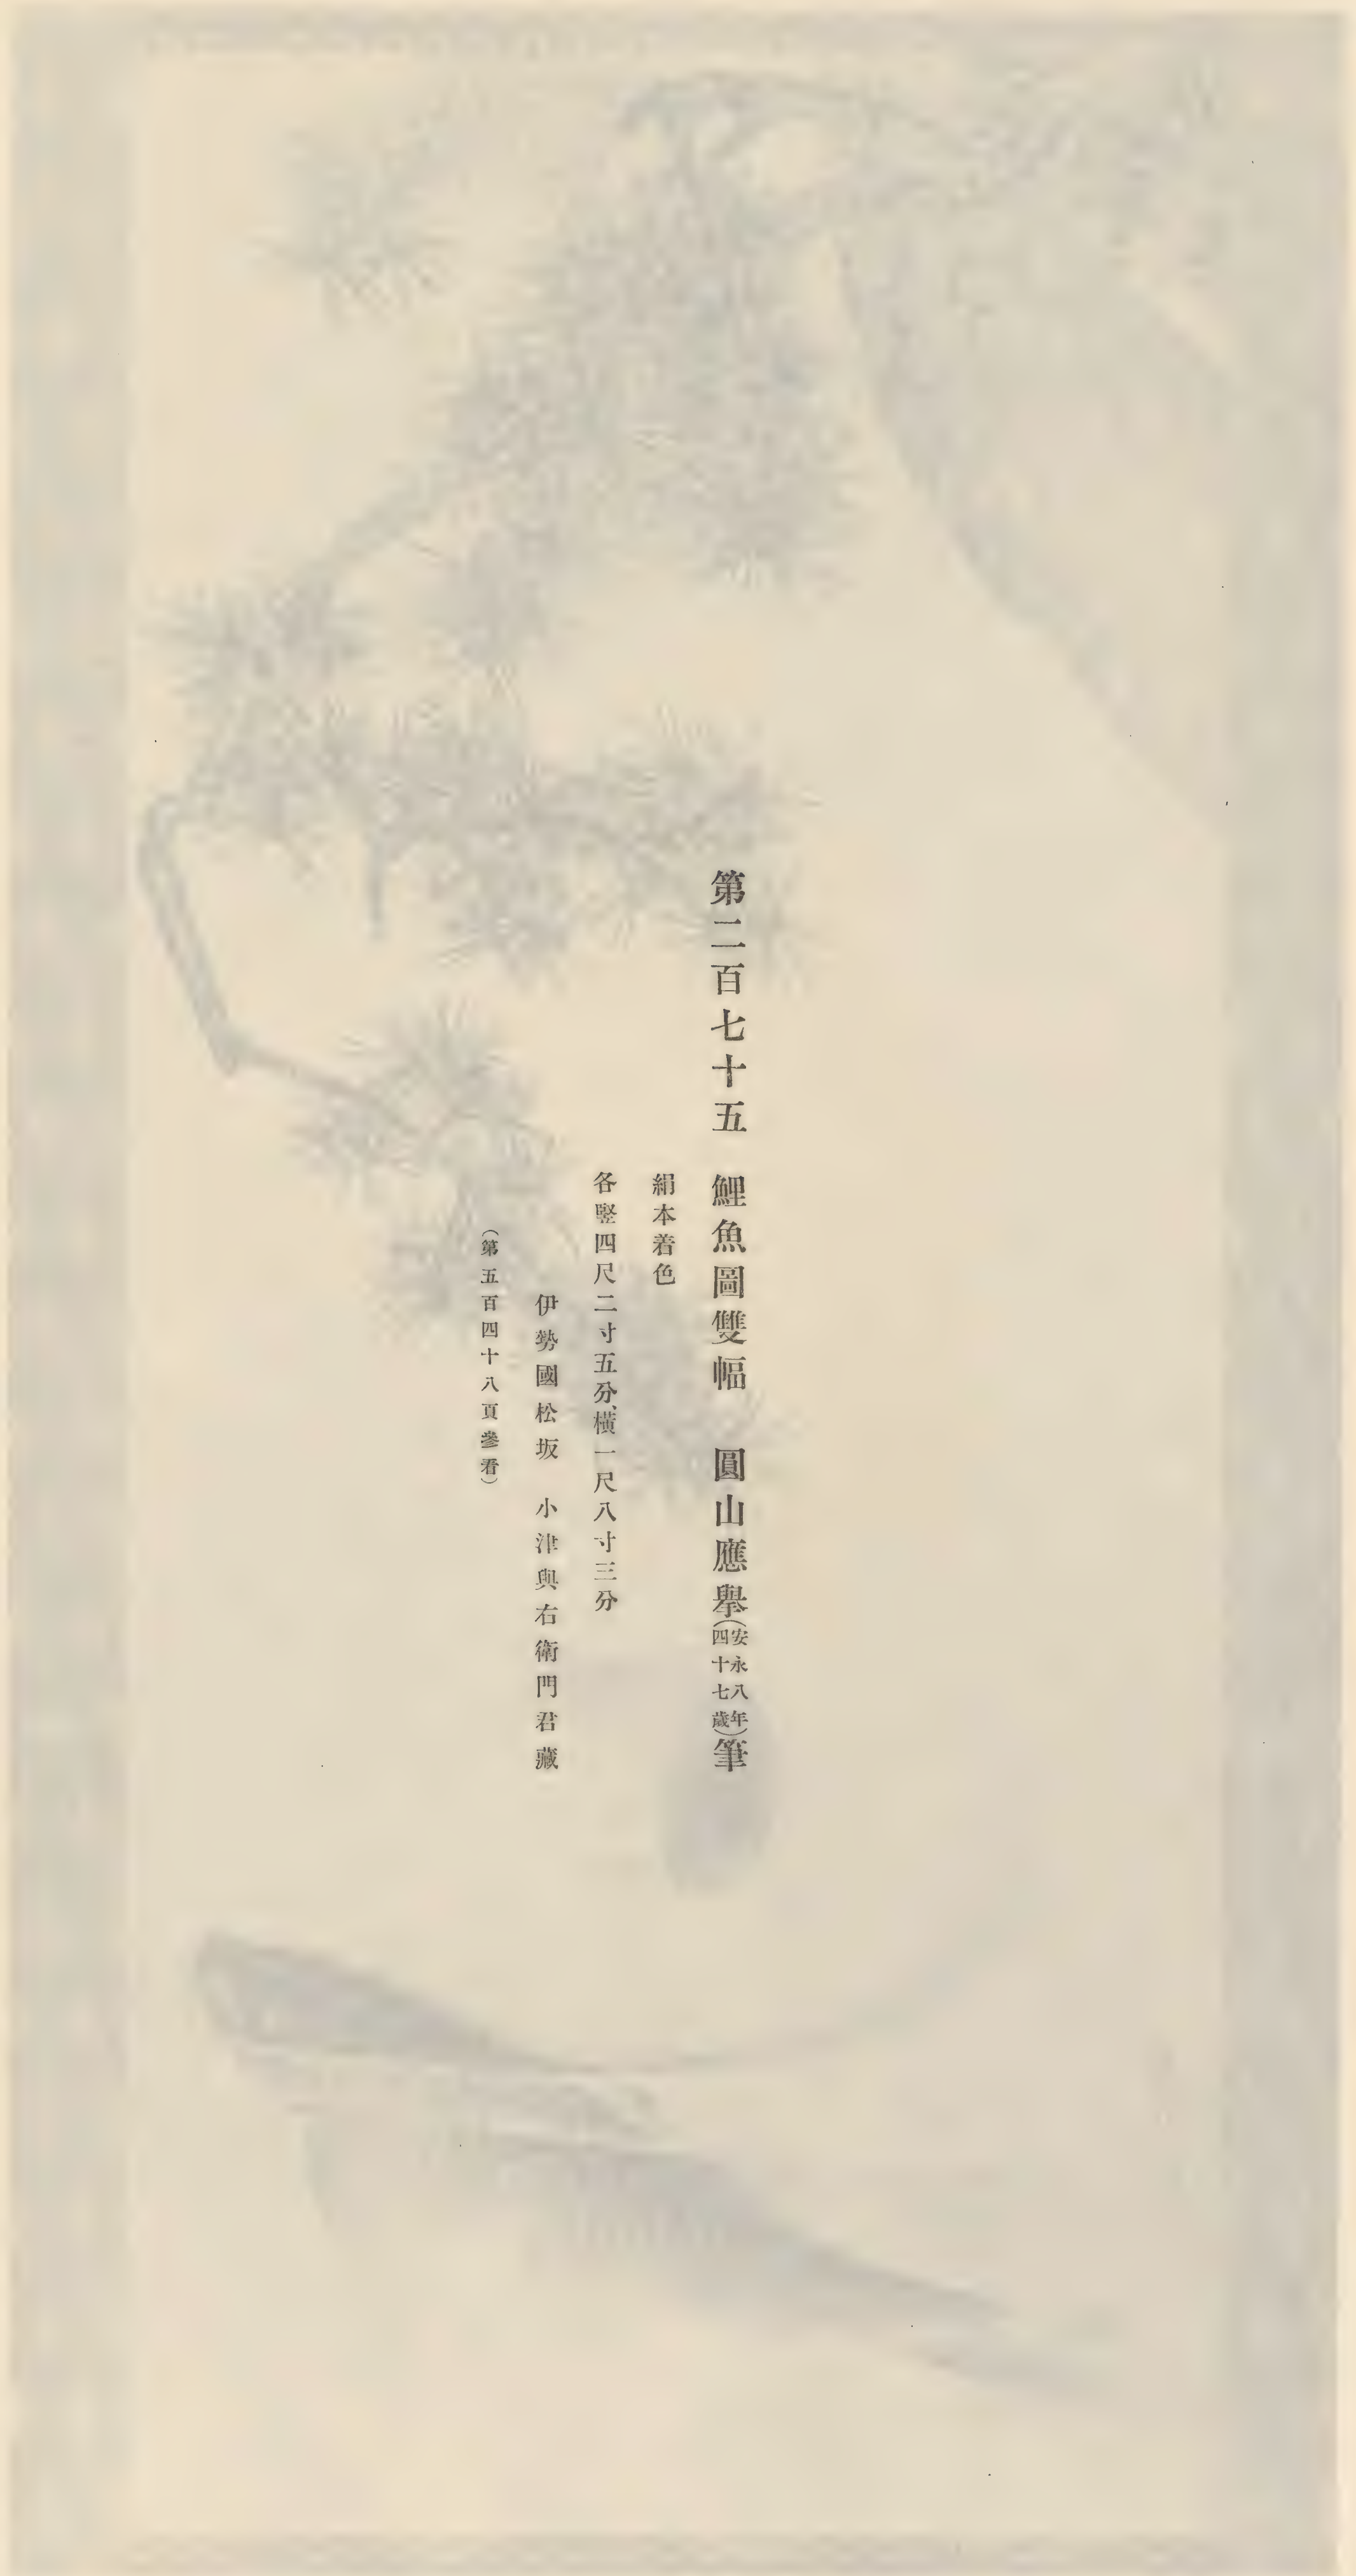 第二百七十五　鯉魚圖雙幅　圓山應擧（安永八年四十七歲）筆
絹本着色
各竪四尺二寸五分、橫一尺八寸三分
伊勢國松坂　小津與右衛門君藏
（第五百四十八頁參看）